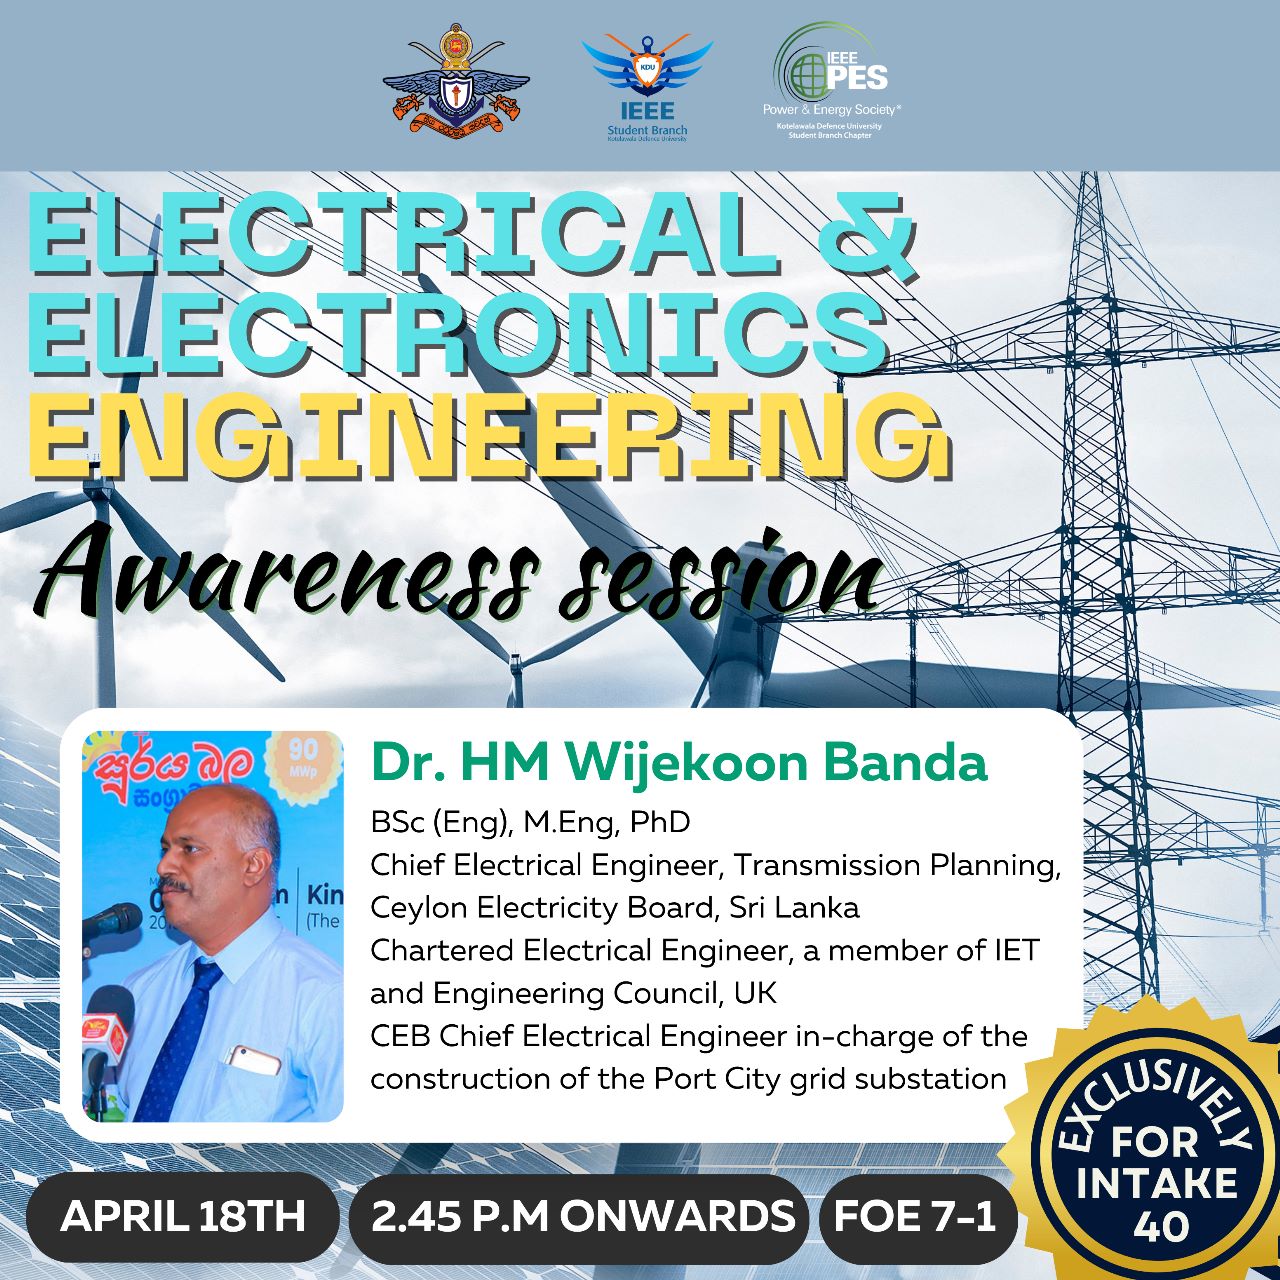 KDU
IEEE
Student Branch
Kotelawala Defence University
IEEE
PES
Power & Energy Society®
Kotelawala Defence University
Student Branch Chapter
ELECTRICAL &
ELECTRONICS
ENGINEERING
Awareness session
සූර්ය බල
90
MWp
Kin
(The
Dr. HM Wijekoon Banda
BSc (Eng), M.Eng, PhD
Chief Electrical Engineer, Transmission Planning,
Ceylon Electricity Board, Sri Lanka
Chartered Electrical Engineer, a member of IET
and Engineering Council, UK
CEB Chief Electrical Engineer in-charge of the
construction of the Port City grid substation
EXCLUSIVELY
FOR
INTAKE
40
APRIL 18TH
2.45 P.M ONWARDS
FOE 7-1